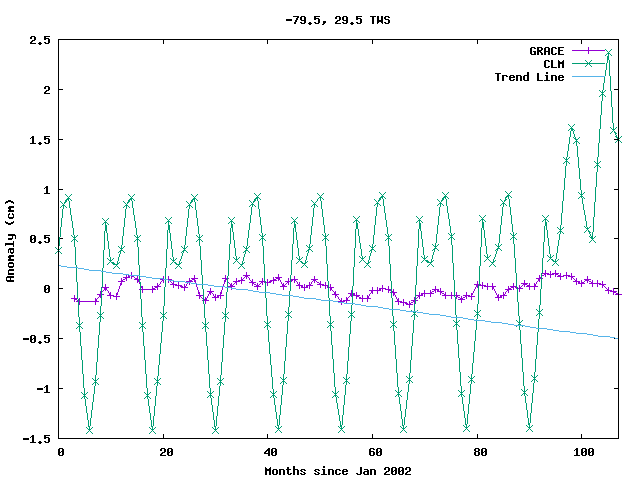 -79.5, 29.5 TWS
GRACE
CLM
Trend Line
2.5
2
1.5
1
0.5
0
-0.5
-1
-1.5
Anomaly (cm)
0 20 40 60 80 100
Months since Jan 2002